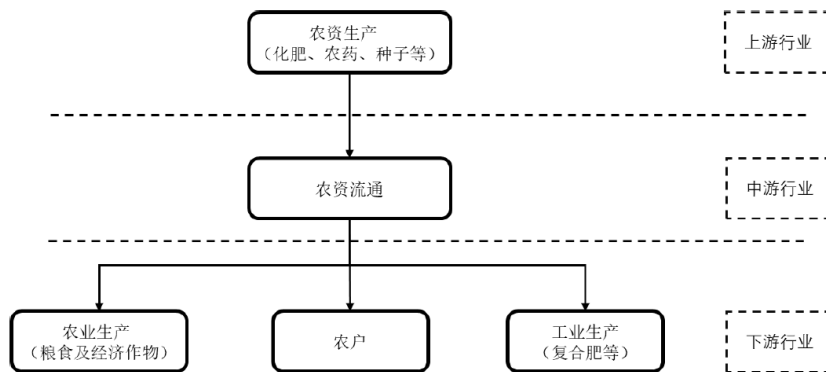 农资生产
（化肥、农药、种子等）
上游行业
农资流通
中游行业
农业生产
（粮食及经济作物）
农户
工业生产
（复合肥等）
下游行业